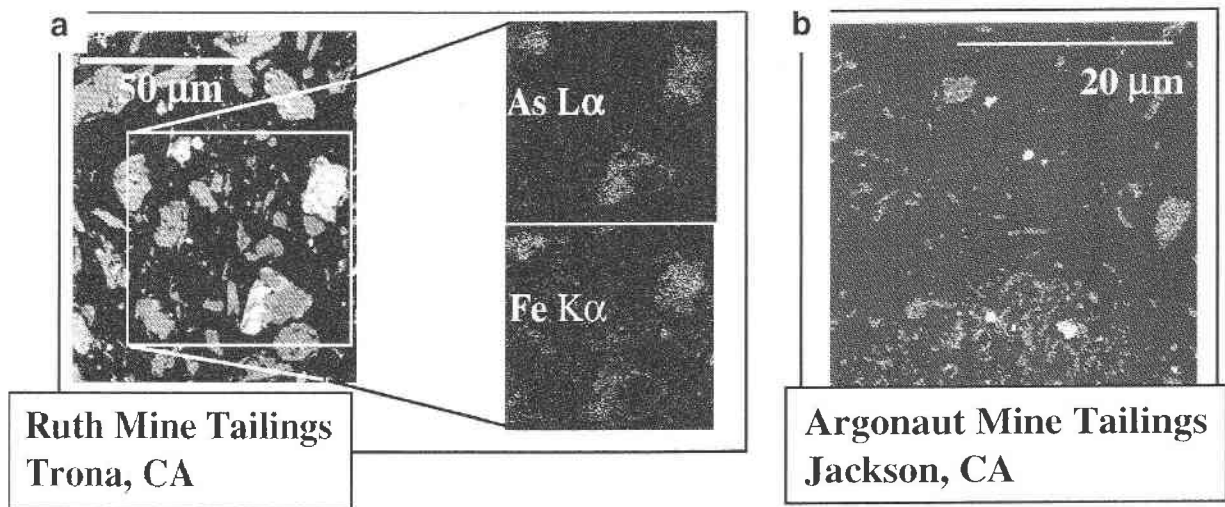 a
50 μm
As Lα
Fe Kα
Ruth Mine Tailings
Trona, CA
b
20 μm
Argonaut Mine Tailings
Jackson, CA